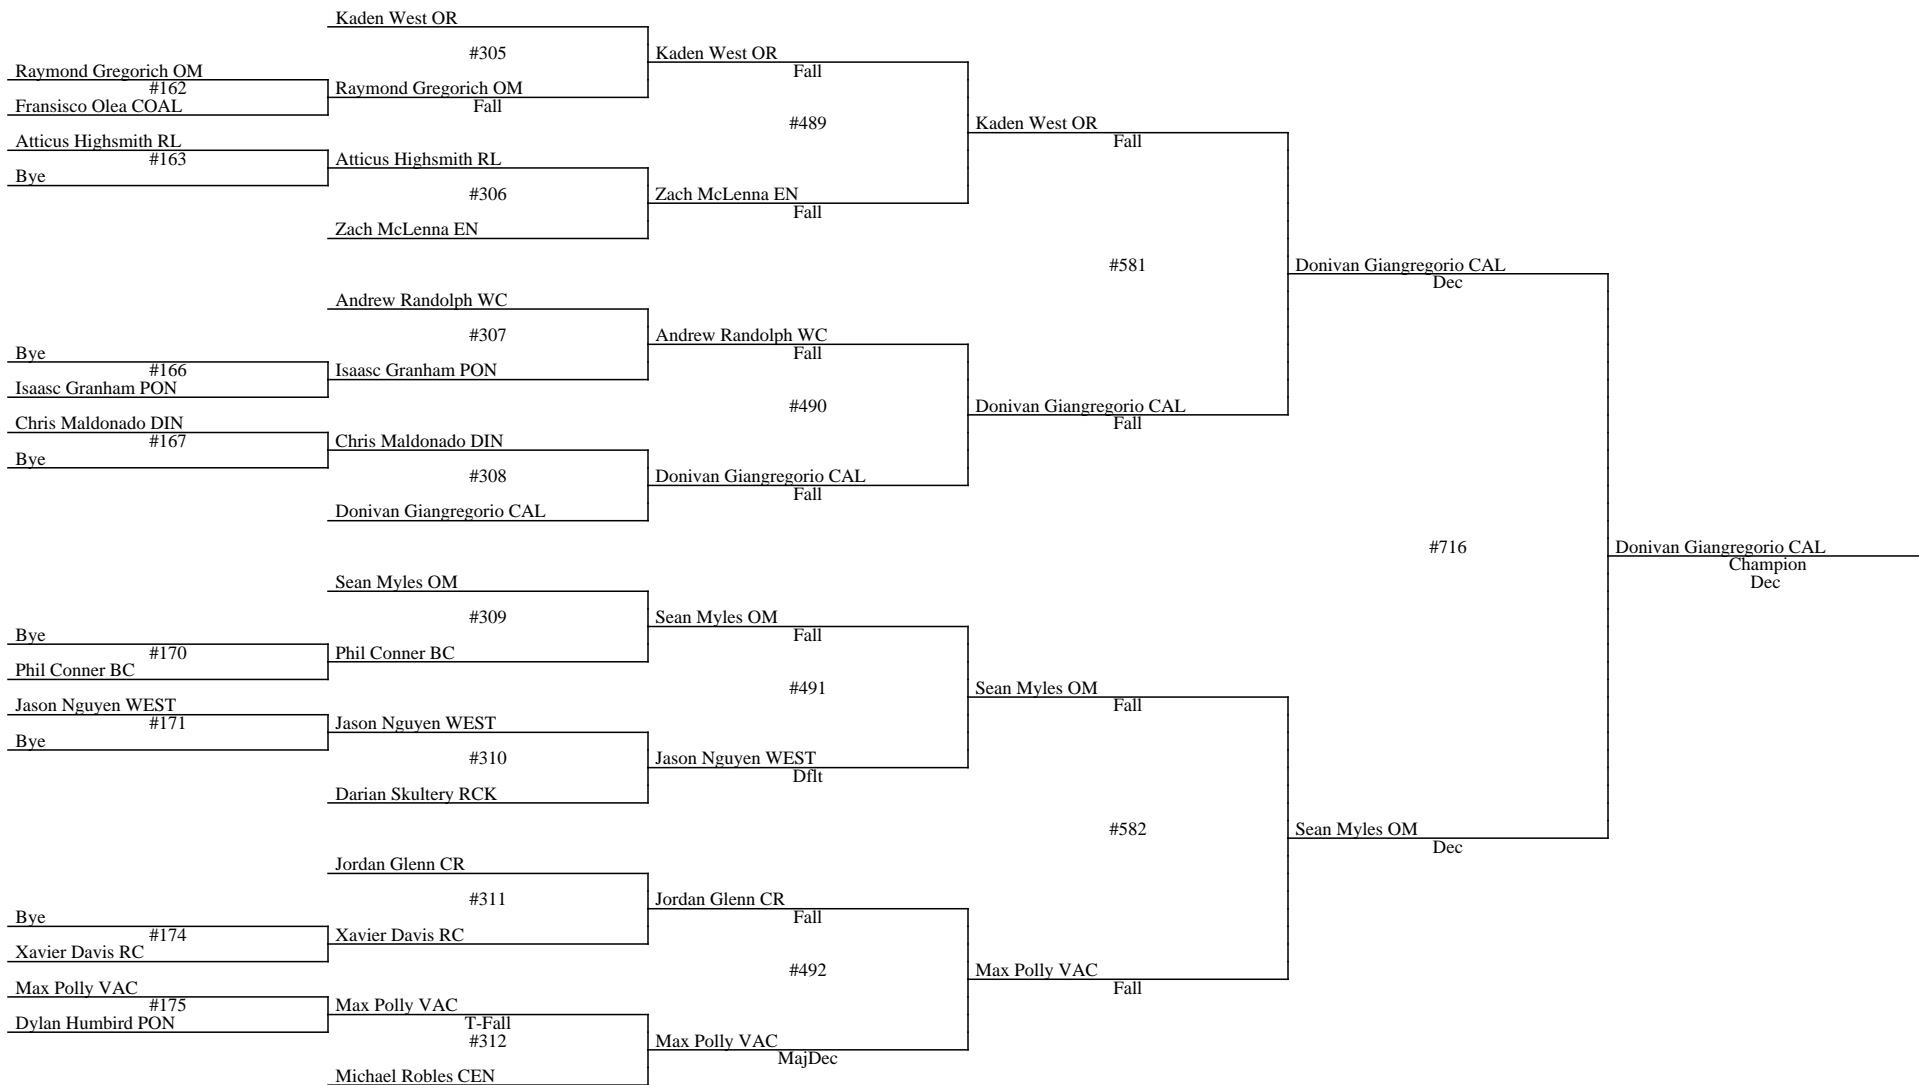 Kaden West OR
#305
Kaden West OR
Raymond Gregorich OM
Fall
#162
Raymond Gregorich OM
Fransisco Olea COAL
Fall
#489
Kaden West OR
Atticus Highsmith RL
Fall
#163
Atticus Highsmith RL
Bye
#306
Zach McLenna EN
Fall
Zach McLenna EN
#581
Donivan Giangregorio CAL
Dec
Andrew Randolph WC
#307
Andrew Randolph WC
Bye
Fall
#166
Isaasc Granham PON
Isaasc Granham PON
#490
Donivan Giangregorio CAL
Chris Maldonado DIN
Fall
#167
Chris Maldonado DIN
Bye
#308
Donivan Giangregorio CAL
Fall
Donivan Giangregorio CAL
#716
Donivan Giangregorio CAL
Champion
Dec
Sean Myles OM
#309
Sean Myles OM
Bye
Fall
#170
Phil Conner BC
Phil Conner BC
#491
Sean Myles OM
Jason Nguyen WEST
Fall
#171
Jason Nguyen WEST
Bye
#310
Jason Nguyen WEST
Dflt
Darian Skultery RCK
#582
Sean Myles OM
Dec
Jordan Glenn CR
#311
Jordan Glenn CR
Bye
Fall
#174
Xavier Davis RC
Xavier Davis RC
#492
Max Polly VAC
Max Polly VAC
Fall
#175
Max Polly VAC
Dylan Humbird PON
T-Fall
#312
Max Polly VAC
MajDec
Michael Robles CEN